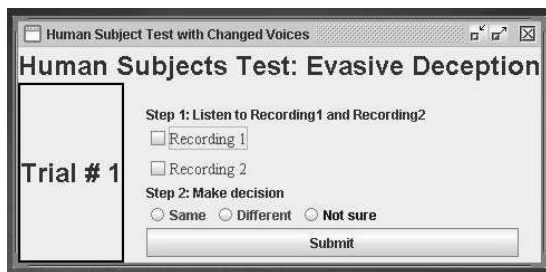 Human Subject Test with Changed Voices
Human Subjects Test: Evasive Deception
Trial # 1
Step 1: Listen to Recording1 and Recording2
Recording 1
Recording 2
Step 2: Make decision
Same Different Not sure
Submit